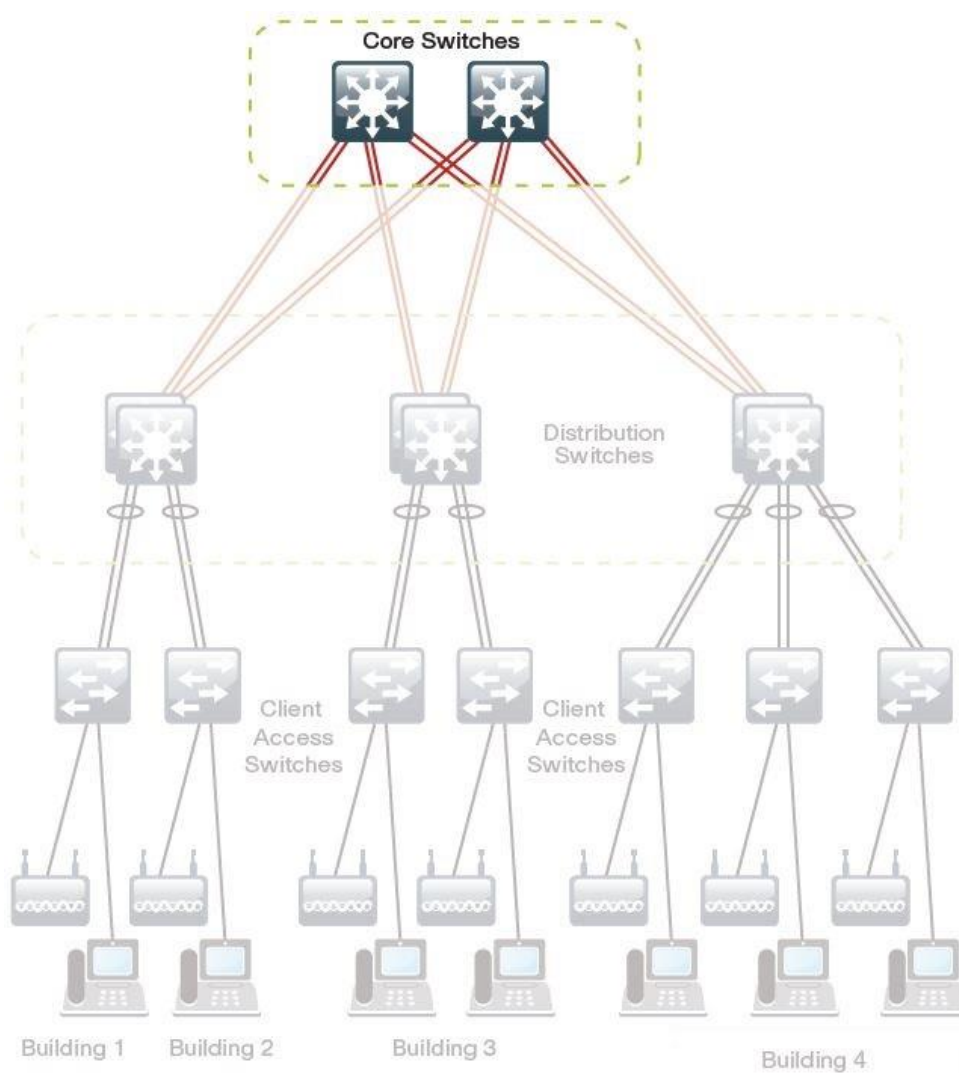 Core Switches
Distribution
Switches
Client
Access
Switches
Client
Access
Switches
Building 1
Building 2
Building 3
Building 4